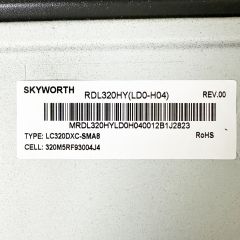 SKYWORTH RDL320HY(LD0-H04) REV.00
MRDL320HYLD0H040012B1J2823
TYPE: LC320DXC-SMA8 RoHS
CELL: 320M5RF93004J4